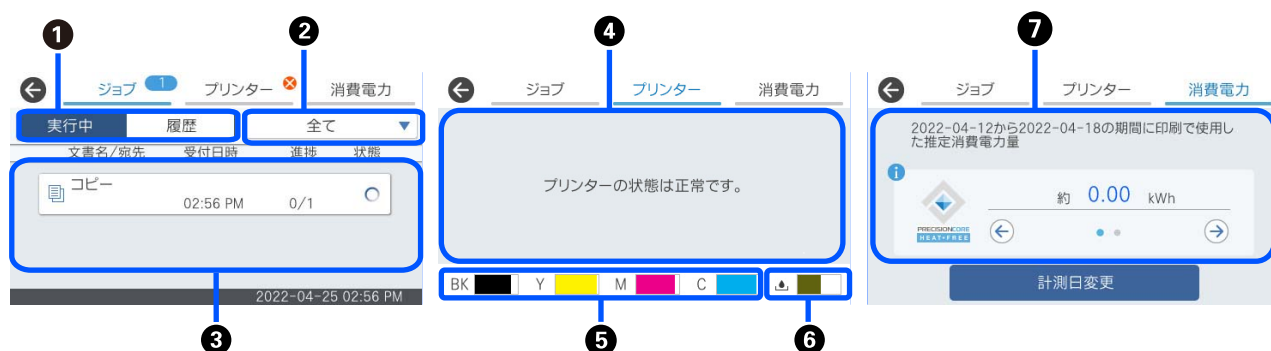 1
2
4
7
ジョブ 1 プリンター 消費電力
実行中 履歴 全て
文書名/宛先 受付日時 進捗 状態
コピー
02:56 PM 0/1
2022-04-25 02:56 PM
3
ジョブ プリンター 消費電力
プリンターの状態は正常です。
BK Y M C
5
6
ジョブ プリンター 消費電力
2022-04-12から2022-04-18の期間に印刷で使用し
た推定消費電力量
i
約 0.00 kWh
PRECISIONCORE
HEAT-FREE
計測日変更